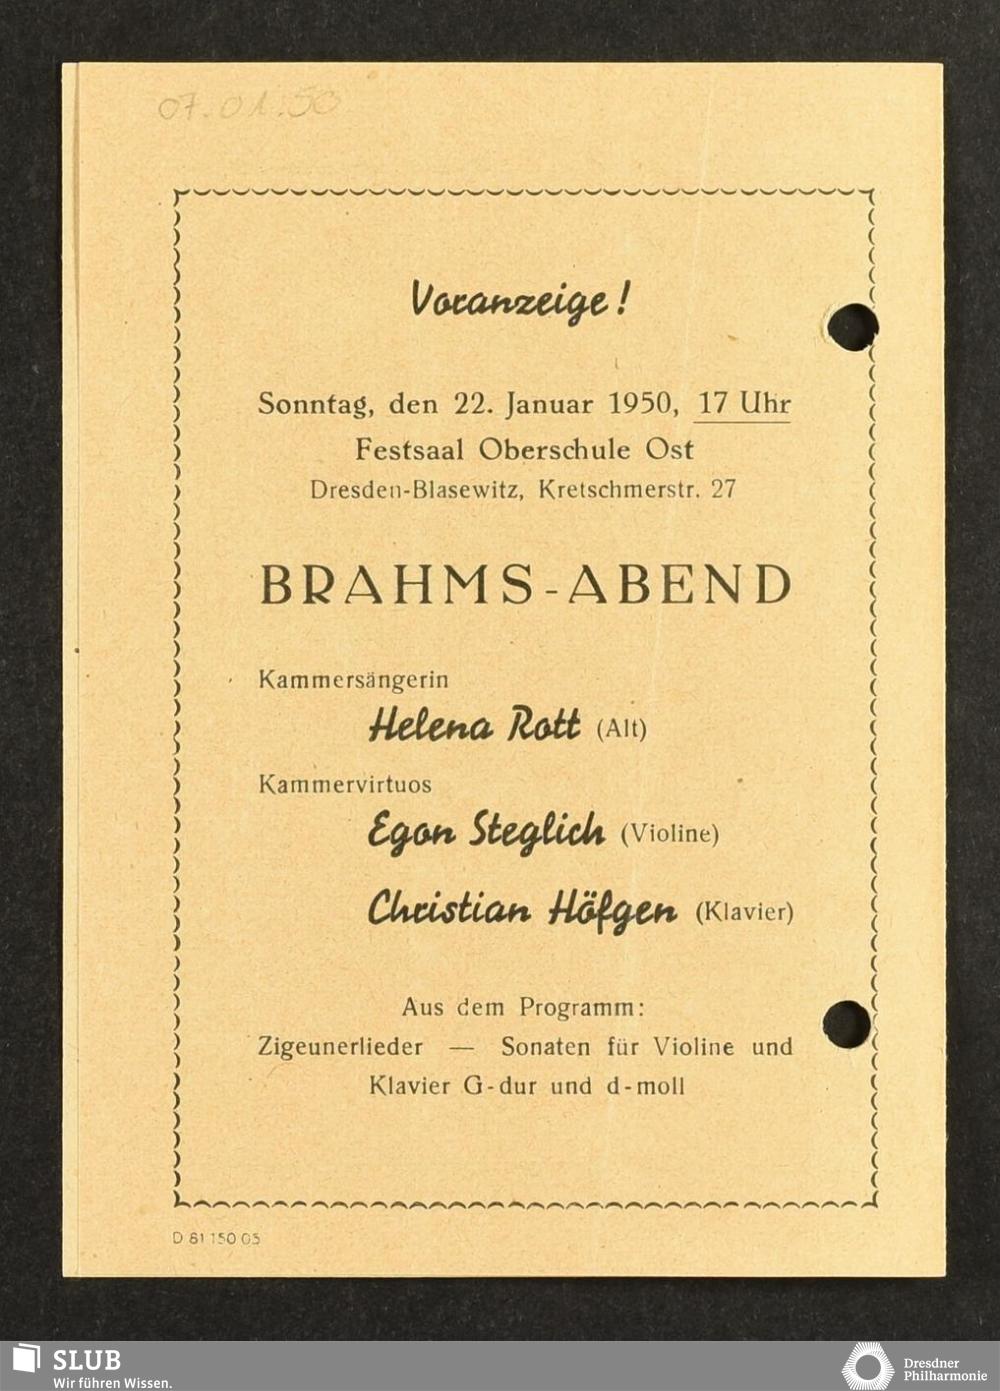 07.01.50
Voranzeige!
Sonntag, den 22. Januar 1950, 17 Uhr
Festsaal Oberschule Ost
Dresden-Blasewitz, Kretschmerstr. 27
BRAHMS-ABEND
Kammersängerin
Helena Rott (Alt)
Kammervirtuos
Egon Steglich (Violine)
Christian Höfgen (Klavier)
Aus dem Programm:
Zigeunerlieder — Sonaten für Violine und
Klavier G-dur und d-moll
D 81 150 03
SLUB
Wir führen Wissen.
Dresdner
Philharmonie